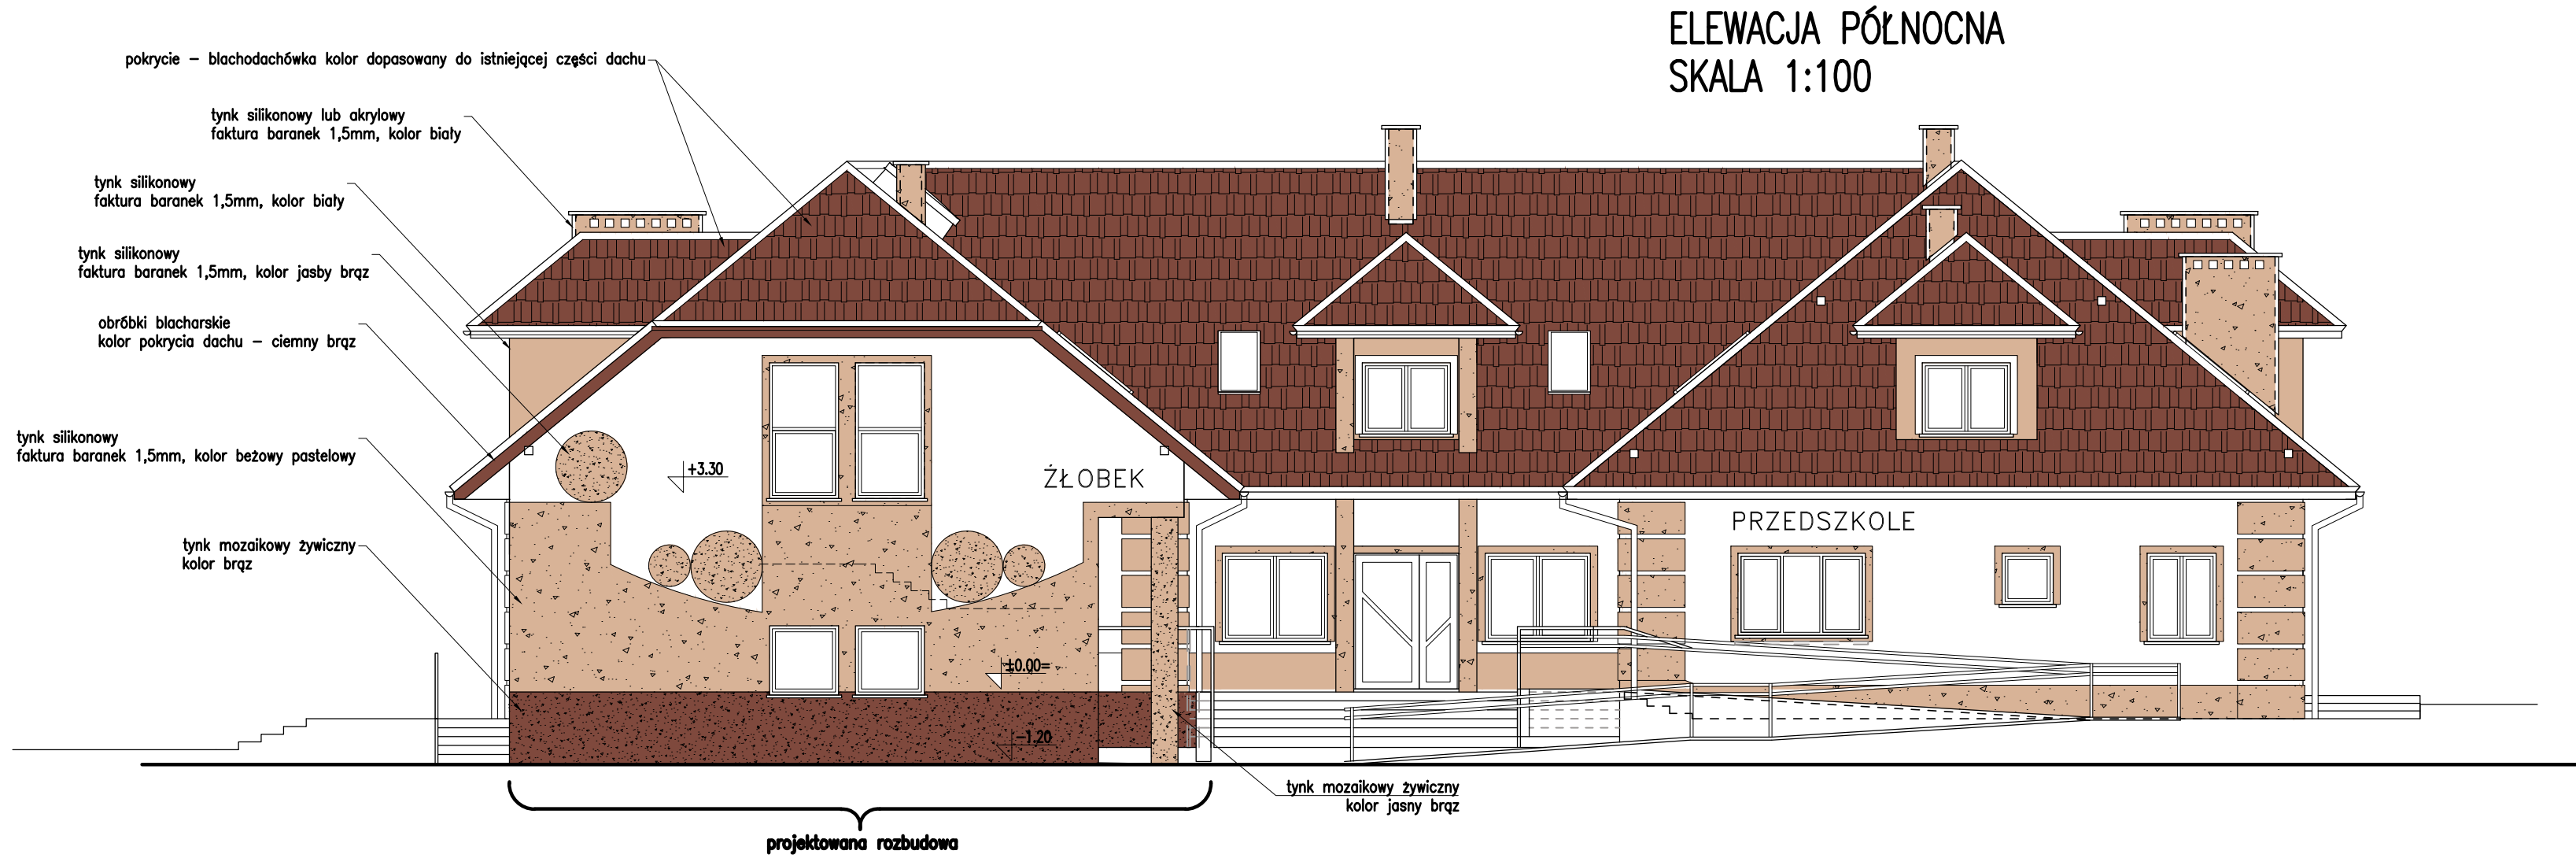 ELEWACJA PÓŁNOCNA
SKALA 1:100
pokrycie – blachodachówka kolor dopasowany do istniejącej części dachu
tynk silikonowy lub akrylowy
faktura baranek 1,5mm, kolor biały
tynk silikonowy
faktura baranek 1,5mm, kolor biały
tynk silikonowy
faktura baranek 1,5mm, kolor jasby brąz
obróbki blacharskie
kolor pokrycia dachu – ciemny brąz
tynk silikonowy
faktura baranek 1,5mm, kolor beżowy pastelowy
tynk mozaikowy żywiczny
kolor brąz
+3.30
ŻŁOBEK
PRZEDSZKOLE
±0.00=
-1.20
tynk mozaikowy żywiczny
kolor jasny brąz
projektowana rozbudowa